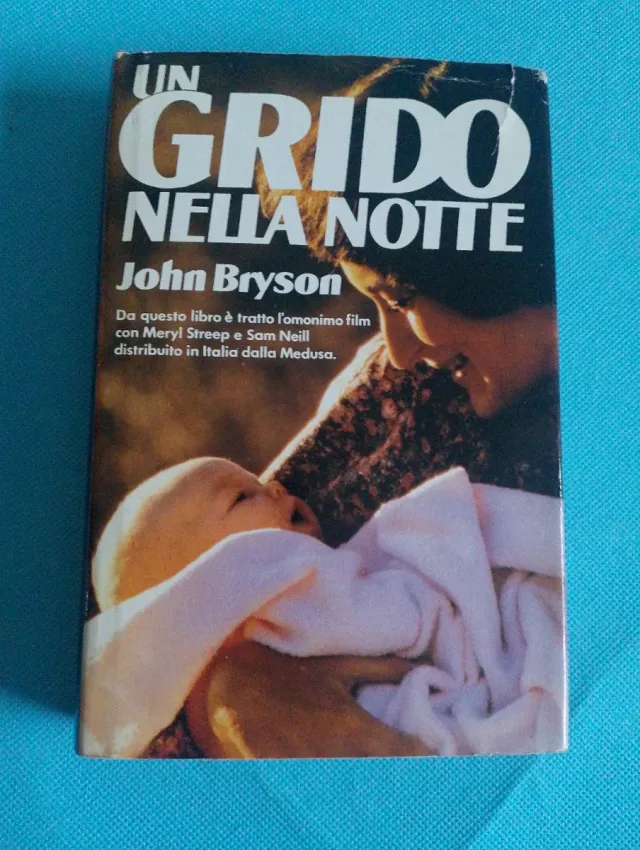 UN
GRIDO
NELLA NOTTE
John Bryson
Da questo libro è tratto l'omonimo film
con Meryl Streep e Sam Neill
distribuito in Italia dalla Medusa.